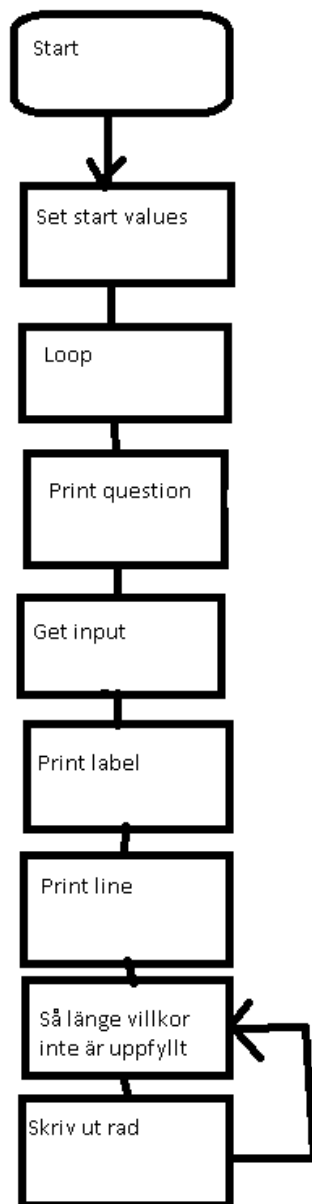 Start
Set start values
Loop
Print question
Get input
Print label
Print line
Så länge villkor
inte är uppfyllt
Skriv ut rad